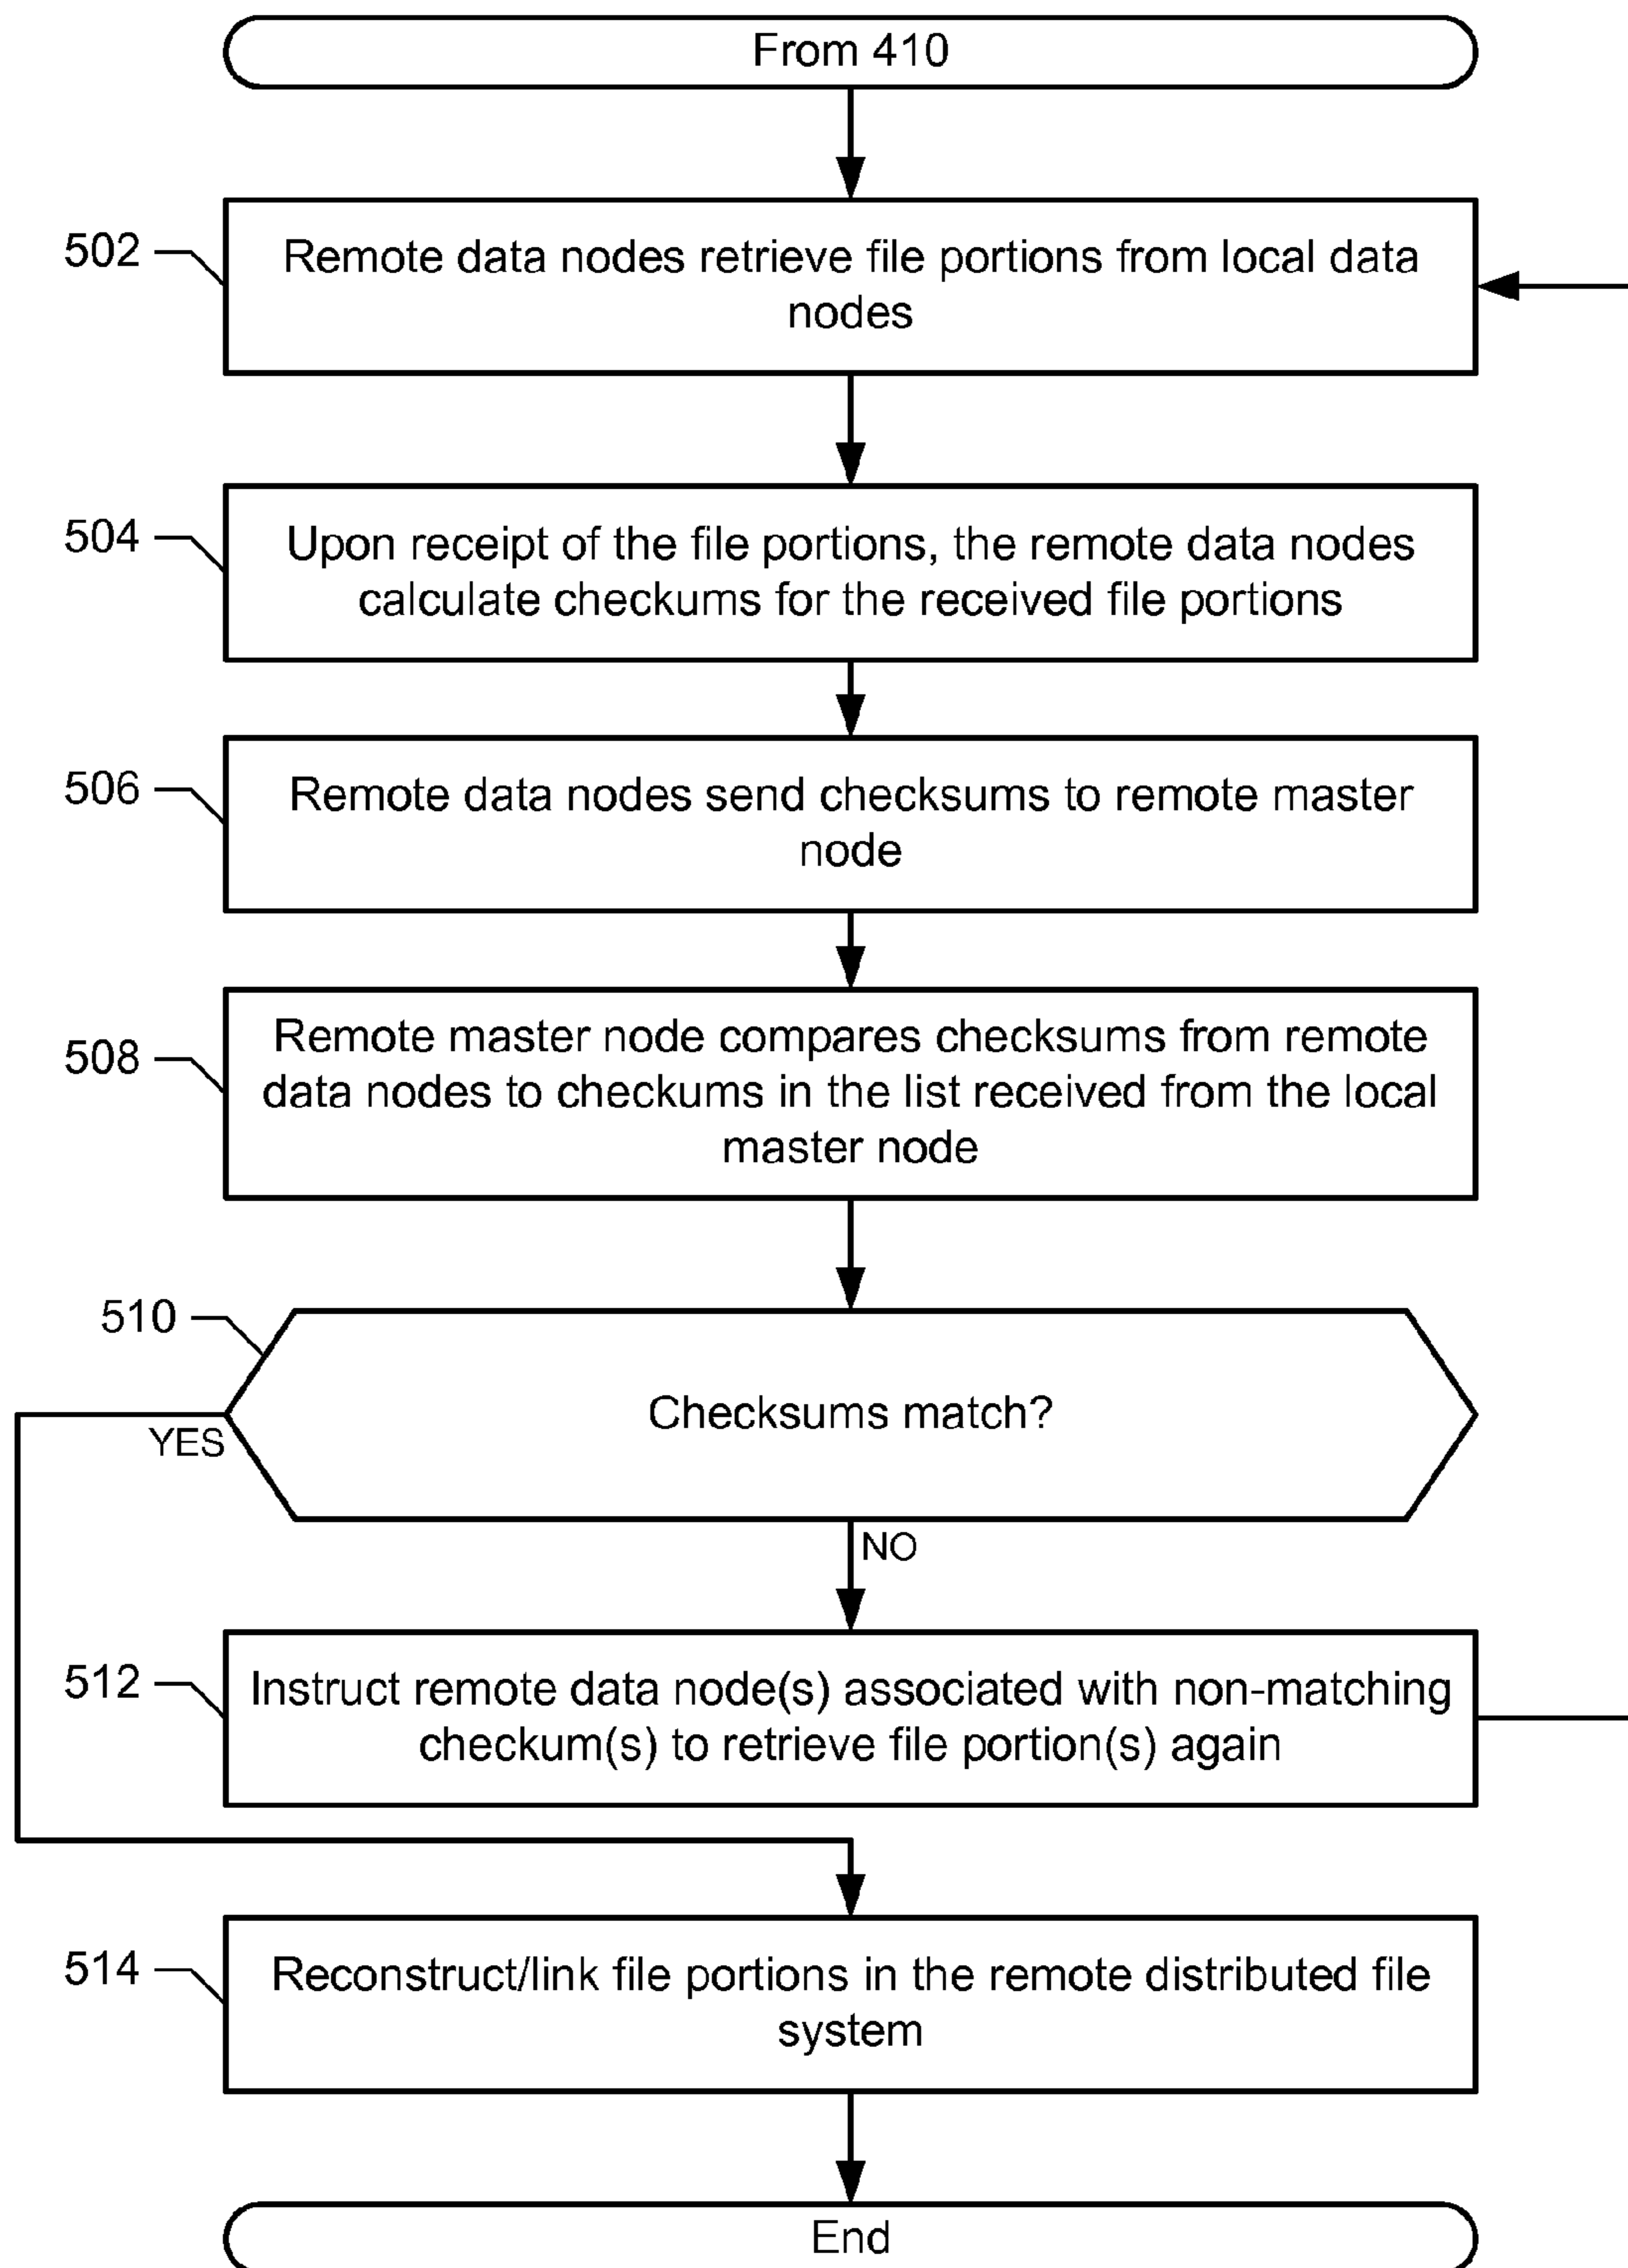 From 410
502
Remote data nodes retrieve file portions from local data
nodes
504
Upon receipt of the file portions, the remote data nodes
calculate checkums for the received file portions
506
Remote data nodes send checksums to remote master
node
508
Remote master node compares checksums from remote
data nodes to checkums in the list received from the local
master node
510
Checksums match?
YES
NO
512
Instruct remote data node(s) associated with non-matching
checkum(s) to retrieve file portion(s) again
514
Reconstruct/link file portions in the remote distributed file
system
End